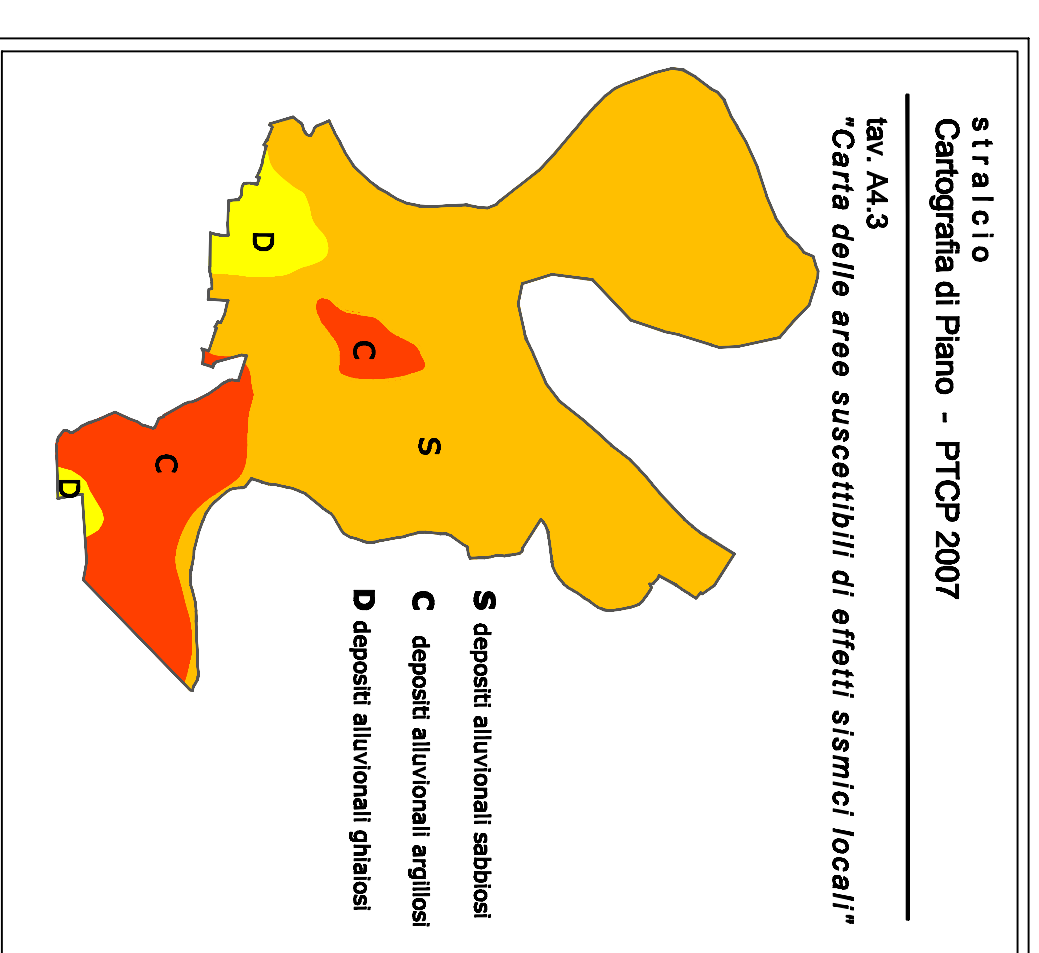 stralcio
Cartografia di Piano - PTCP 2007
tav. A4.3
"Carta delle aree suscettibili di effetti sismici locali"
S depositi alluvionali sabbiosi
C depositi alluvionali argillosi
D depositi alluvionali ghiaiosi
S
C
D
C
D